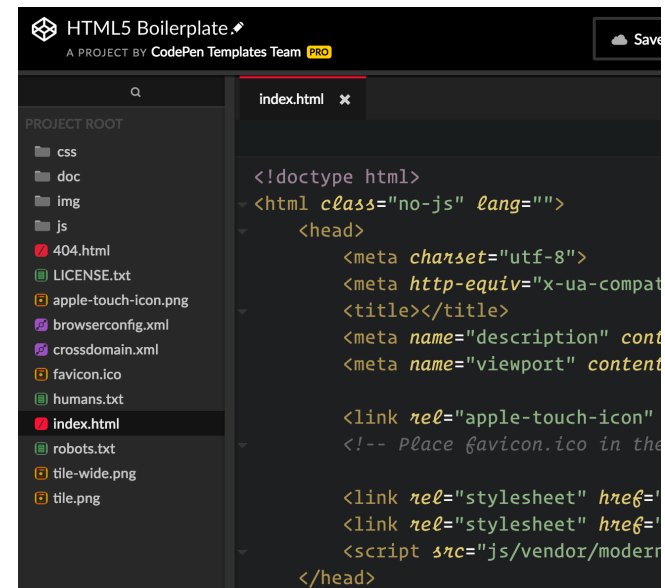 HTML5 Boilerplate
A PROJECT BY CodePen Templates Team PRO
Save
PROJECT ROOT
css
doc
img
js
404.html
LICENSE.txt
apple-touch-icon.png
browserconfig.xml
crossdomain.xml
favicon.ico
humans.txt
index.html
robots.txt
tile-wide.png
tile.png
index.html ×
<!doctype html>
<html class="no-js" lang="">
<head>
<meta charset="utf-8">
<meta http-equiv="x-ua-compat
<title></title>
<meta name="description" cont
<meta name="viewport" content
<link rel="apple-touch-icon"
<!-- Place favicon.ico in the
<link rel="stylesheet" href="
<link rel="stylesheet" href="
<script src="js/vendor/modern
</head>